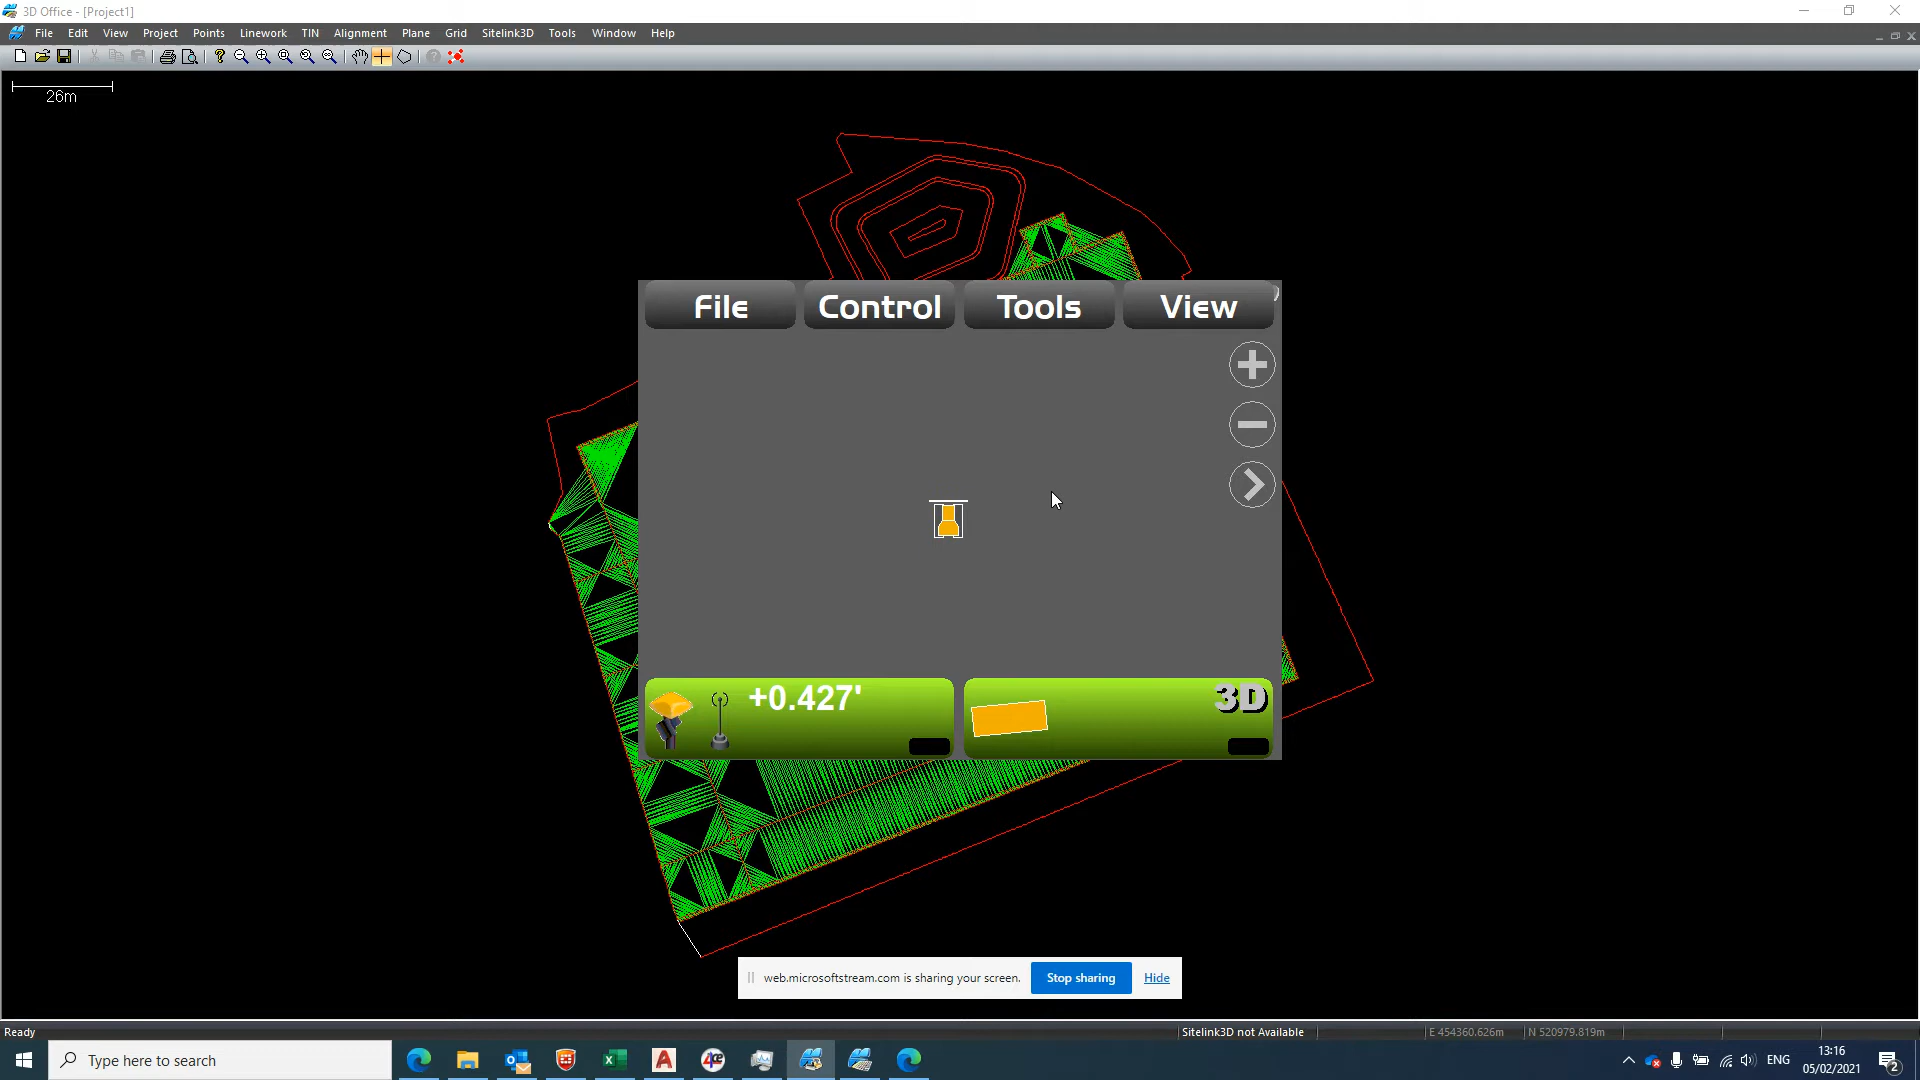 3D Office - [Project1]
File Edit View Project Points Linework TIN Alignment Plane Grid Sitelink3D Tools Window Help
26m
File Control Tools View
+0.427'
3D
web.microsoftstream.com is sharing your screen. Stop sharing Hide
Ready Sitelink3D not Available E 454360.626m N 520979.819m
Type here to search
ENG
13:16
05/02/2021
2